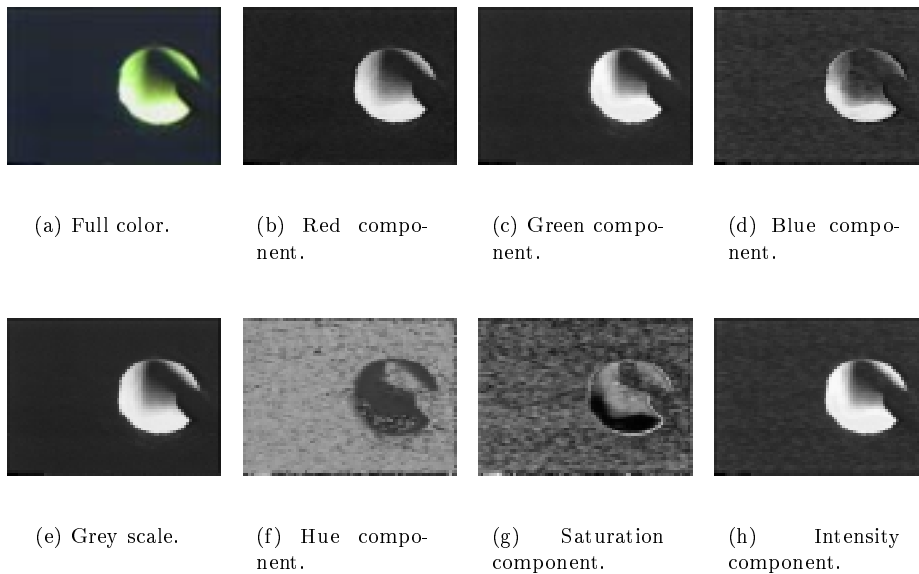 (a) Full color.
(b) Red compo-
nent.
(c) Green compo-
nent.
(d) Blue compo-
nent.
(e) Grey scale.
(f) Hue compo-
nent.
(g) Saturation
component.
(h) Intensity
component.